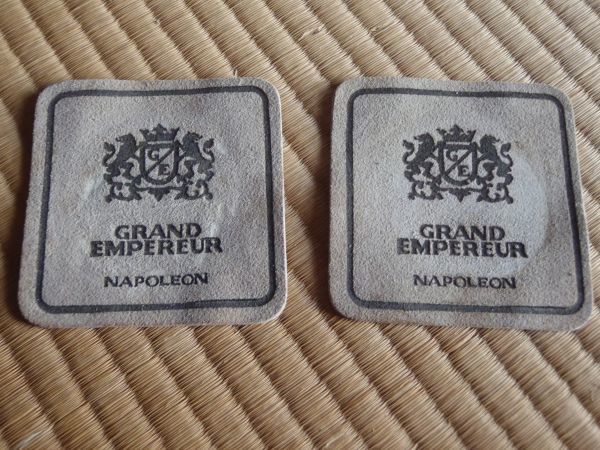 G E
GRAND
EMPEREUR
NAPOLEON
G E
GRAND
EMPEREUR
NAPOLEON